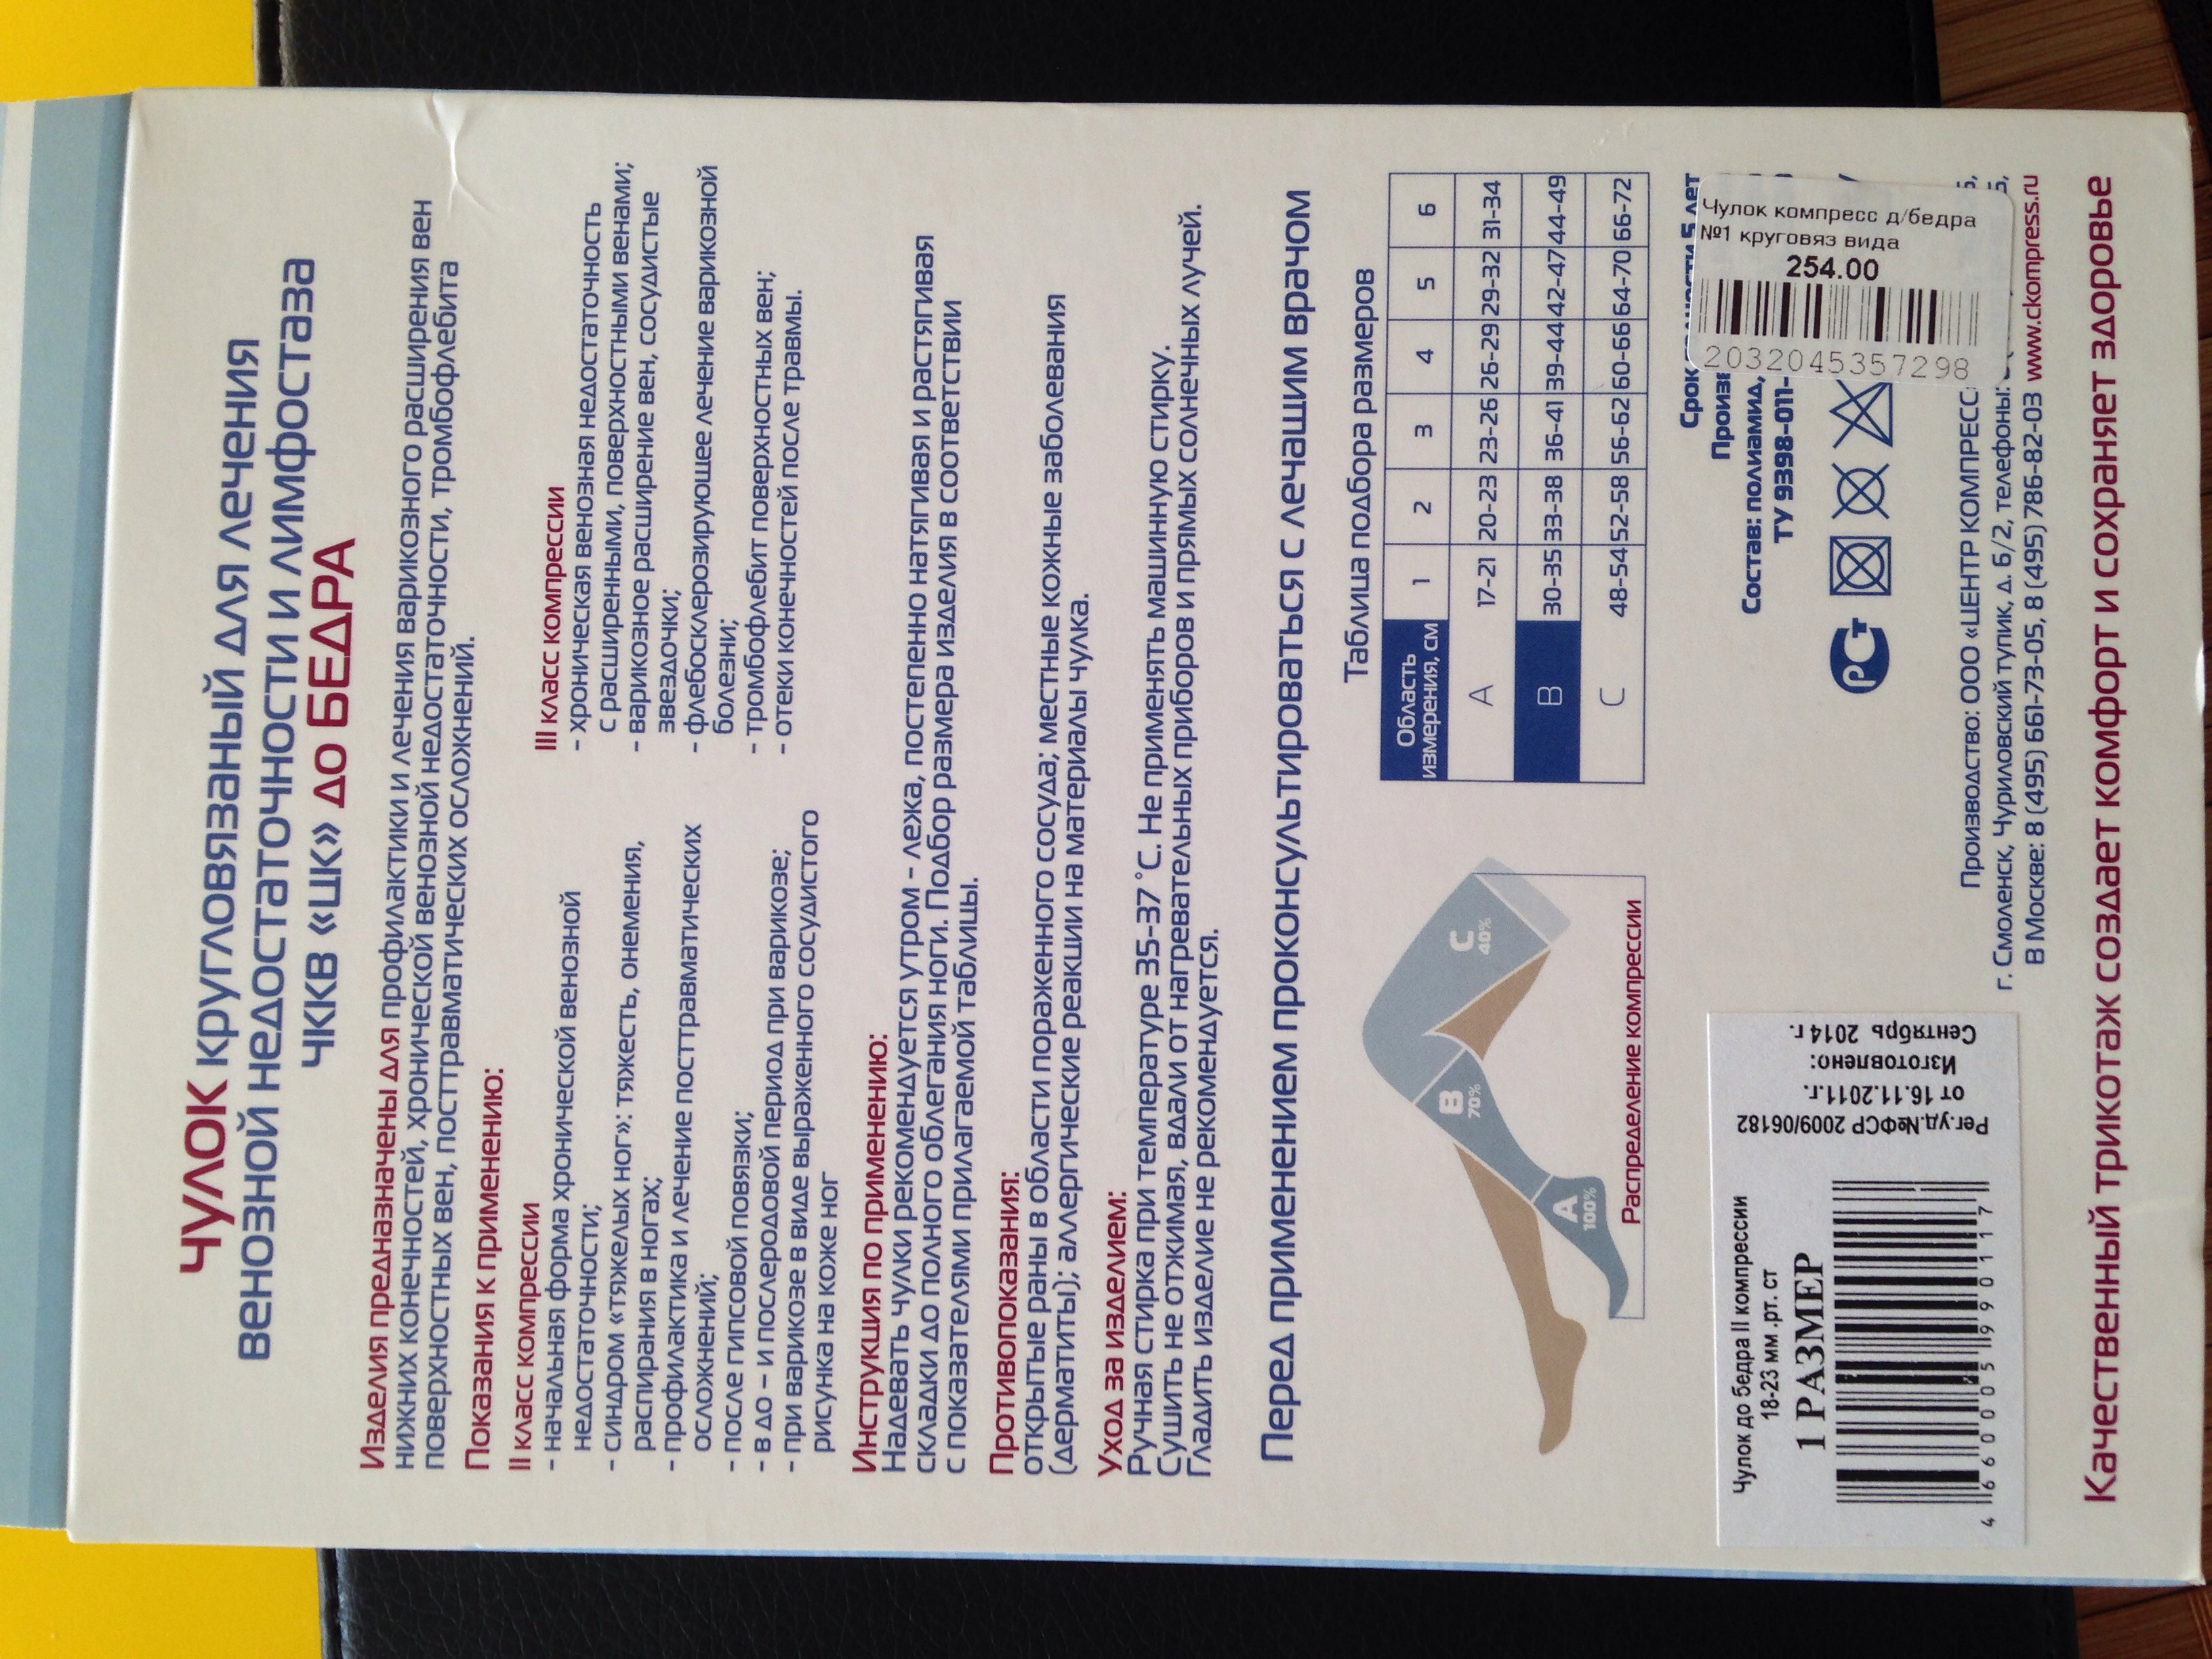 ЧУЛОК кругловязаный для лечения
венозной недостаточности и лимфостаза
ЧККВ «ЦК» до БЕДРА
Изделия предназначены для профилактики и лечения варикозного расширения вен
нижних конечностей, хронической венозной недостаточности, тромбофлебита
поверхностных вен, посттравматических осложнений.
Показания к применению:
II класс компрессии
- начальная форма хронической венозной
недостаточности;
- синдром «тяжелых ног»: тяжесть, онемения,
распирания в ногах;
- профилактика и лечение посттравматических
осложнений;
- после гипсовой повязки;
- в до - и послеродовой период при варикозе;
- при варикозе в виде выраженного сосудистого
рисунка на коже ног
III класс компрессии
- хроническая венозная недостаточность
с расширенными, поверхностными венами;
- варикозное расширение вен, сосудистые
звездочки;
- флебосклерозирующее лечение варикозной
болезни;
- тромбофлебит поверхностных вен;
- отеки конечностей после травмы.
Инструкция по применению:
Надевать чулки рекомендуется утром - лежа, постепенно натягивая и растягивая
складки до полного облегания ноги. Подбор размера изделия в соответствии
с показателями прилагаемой таблицы.
Противопоказания:
открытые раны в области пораженного сосуда; местные кожные заболевания
(дерматиты); аллергические реакции на материалы чулка.
Уход за изделием:
Ручная стирка при температуре 35-37 °С. Не применять машинную стирку.
Сушить не отжимая, вдали от нагревательных приборов и прямых солнечных лучей.
Гладить изделие не рекомендуется.
Перед применением проконсультироваться с лечащим врачом
C
40%
B
70%
A
100%
Распределение компрессии
Таблица подбора размеров
Область измерения, см 1 2 3 4 5 6
A 17-21 20-23 23-26 26-29 29-32 31-34
B 30-35 33-38 36-41 39-44 42-47 44-49
C 48-54 52-58 56-62 60-66 64-70 66-72
Срок
5 лет
Состав: полиамид,
ТУ 9398-011-
РСТ
Чулок компресс д/бедра
№1 круговяз вида
254.00
2032045357298
Чулок до бедра II компрессии
18-23 мм .рт. ст
1 РАЗМЕР
4 660005 990117
Рег.уд.№ФСР 2009/06182
от 16.11.2011г.
Изготовлено:
Сентябрь 2014г.
Производство: ООО «ЦЕНТР КОМПРЕСС
г. Смоленск, Чуриловский тупик, д. 6/2, телефоны:
В Москве: 8 (495) 661-73-05, 8 (495) 786-82-03 www.ckompress.ru
Качественный трикотаж создает комфорт и сохраняет здоровье